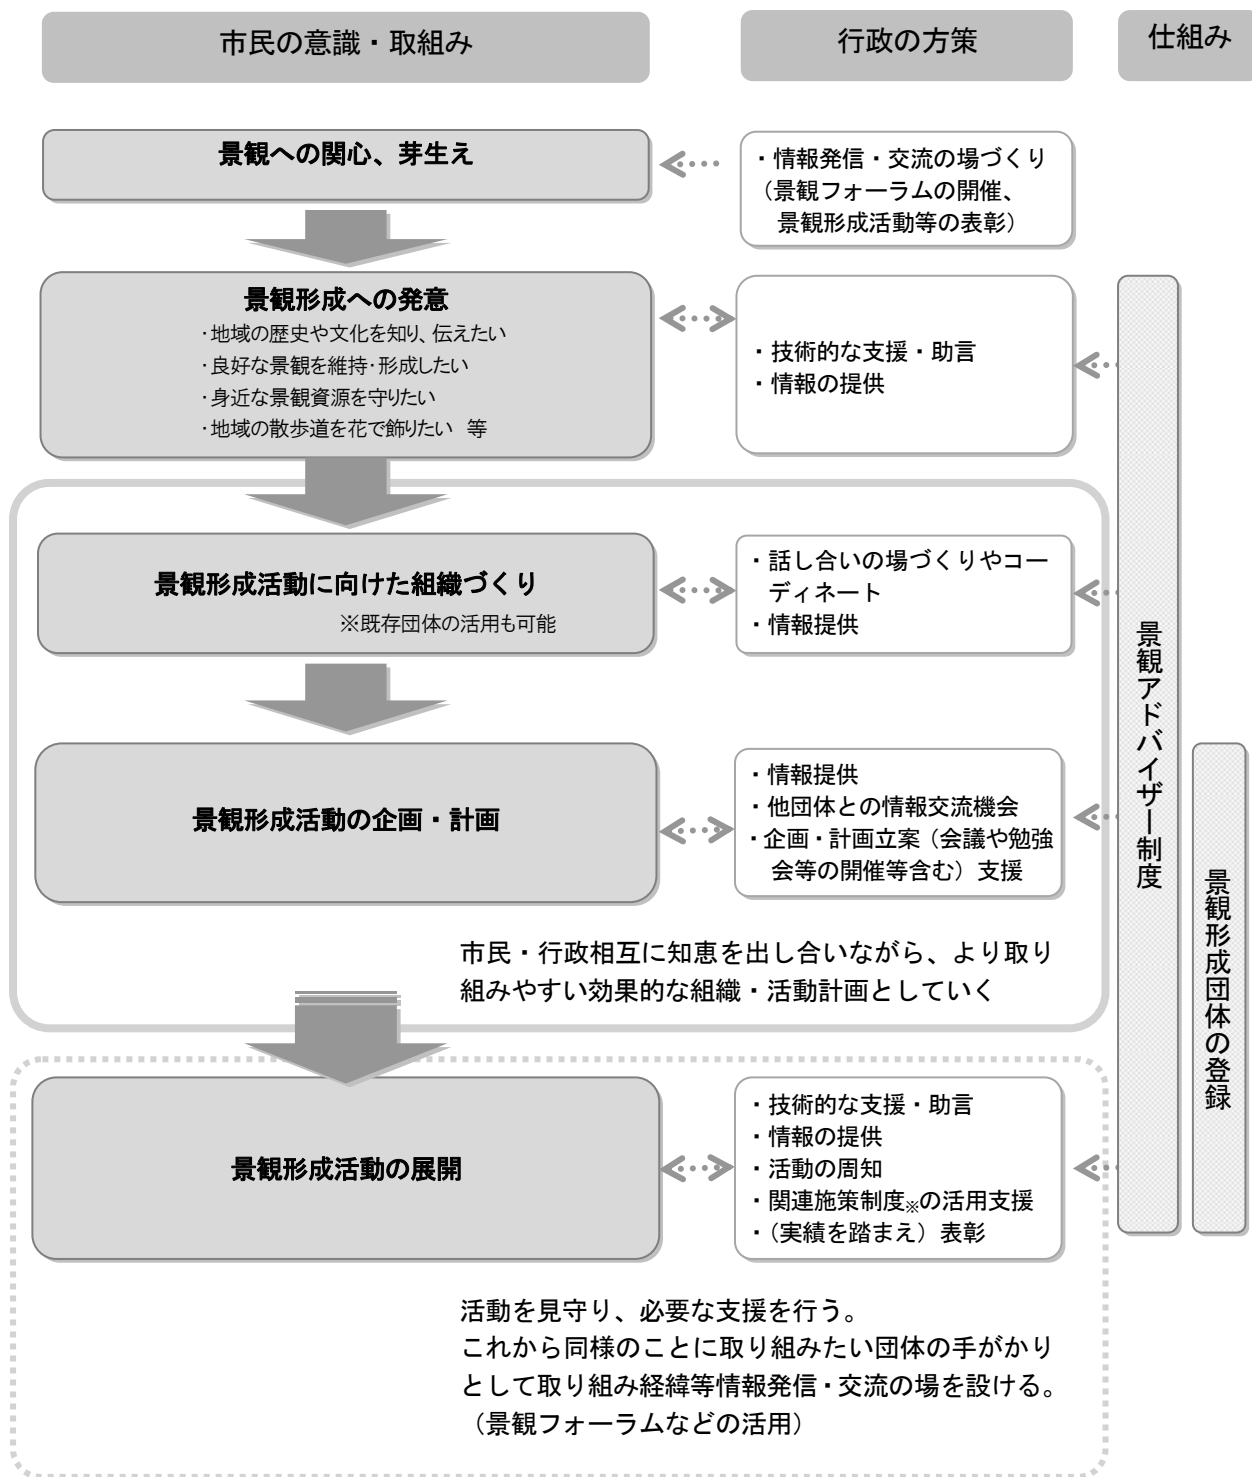 市民の意識・取組み
行政の方策
仕組み
景観への関心、芽生え
・情報発信・交流の場づくり
（景観フォーラムの開催、
景観形成活動等の表彰）
景観形成への発意
・地域の歴史や文化を知り、伝えたい
・良好な景観を維持・形成したい
・身近な景観資源を守りたい
・地域の散歩道を花で飾りたい 等
・技術的な支援・助言
・情報の提供
景観形成活動に向けた組織づくり
※既存団体の活用も可能
・話し合いの場づくりやコー
ディネート
・情報提供
景観形成活動の企画・計画
・情報提供
・他団体との情報交流機会
・企画・計画立案（会議や勉強
会等の開催等含む）支援
市民・行政相互に知恵を出し合いながら、より取り
組みやすい効果的な組織・活動計画としていく
景観形成活動の展開
・技術的な支援・助言
・情報の提供
・活動の周知
・関連施策制度※の活用支援
・（実績を踏まえ）表彰
活動を見守り、必要な支援を行う。
これから同様のことに取り組みたい団体の手がかり
として取り組み経緯等情報発信・交流の場を設ける。
（景観フォーラムなどの活用）
景観アドバイザー制度
景観形成団体の登録